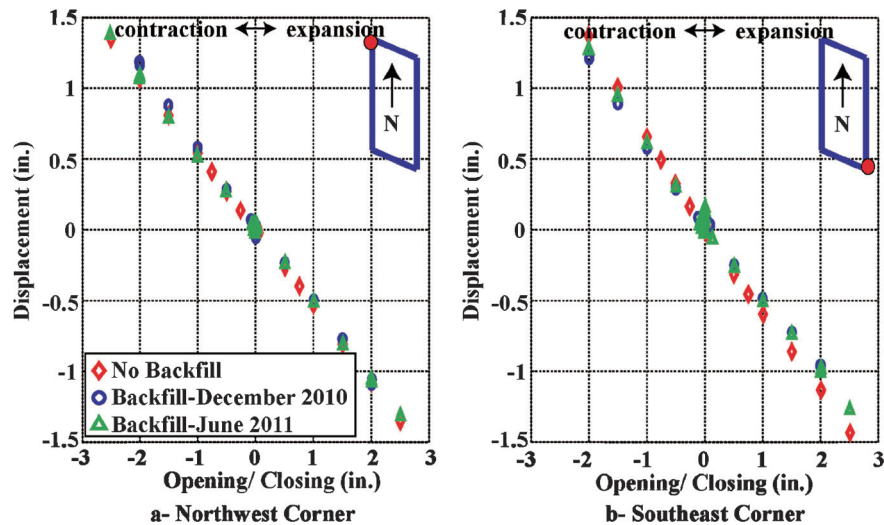 contraction expansion
N
1.5
1
0.5
0
-0.5
-1
-1.5
Displacement (in.)
No Backfill
Backfill-December 2010
Backfill-June 2011
-3 -2 -1 0 1 2 3
Opening/ Closing (in.)
a- Northwest Corner
contraction expansion
N
1.5
1
0.5
0
-0.5
-1
-1.5
Displacement (in.)
-3 -2 -1 0 1 2 3
Opening/ Closing (in.)
b- Southeast Corner